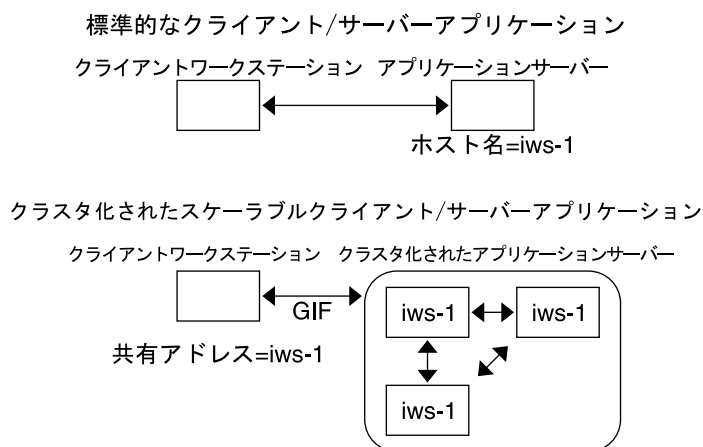 標準的なクライアント/サーバーアプリケーション
クライアントワークステーション アプリケーションサーバー
ホスト名=iws-1
クラスタ化されたスケーラブルクライアント/サーバーアプリケーション
クライアントワークステーション クラスタ化されたアプリケーションサーバー
GIF
iws-1 iws-1
共有アドレス=iws-1
iws-1